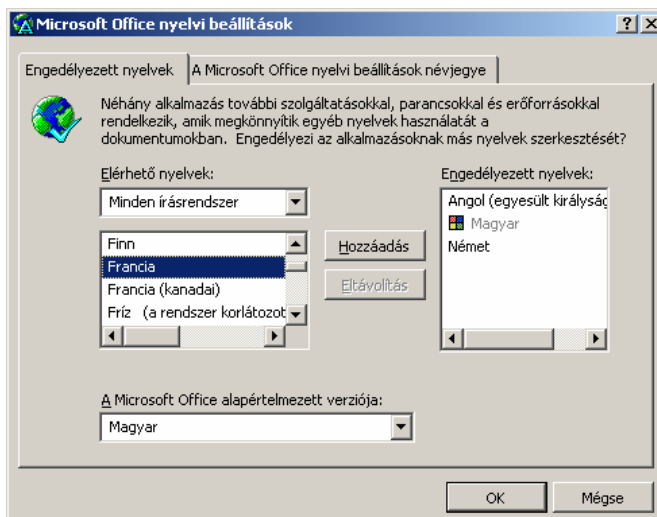 Microsoft Office nyelvi beállítások
Engedélyezett nyelvek
A Microsoft Office nyelvi beállítások névjegye
Néhány alkalmazás további szolgáltatásokkal, parancsokkal és erőforrásokkal
rendelkezik, amik megkönnyítik egyéb nyelvek használatát a
dokumentumokban. Engedélyezi az alkalmazásoknak más nyelvek szerkesztését?
Elérhető nyelvek:
Minden írásrendszer
Finn
Francia
Francia (kanadai)
Fríz (a rendszer korlátozot
Hozzáadás
Eltávolítás
Engedélyezett nyelvek:
Angol (egyesült királyság
Magyar
Német
A Microsoft Office alapértelmezett verziója:
Magyar
OK
Mégse